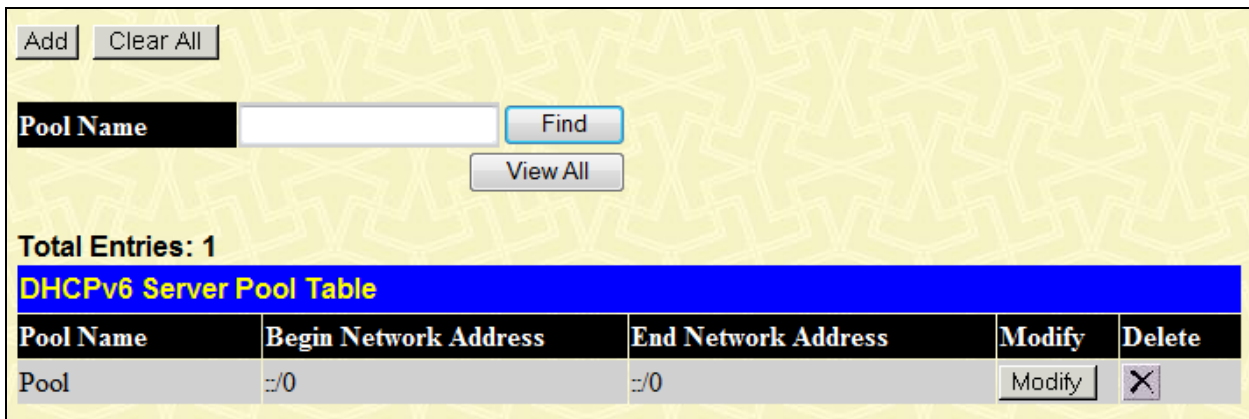 Add Clear All
Pool Name Find
View All
Total Entries: 1
DHCPv6 Server Pool Table
Pool Name Begin Network Address End Network Address Modify Delete
Pool ::/0 ::/0 Modify